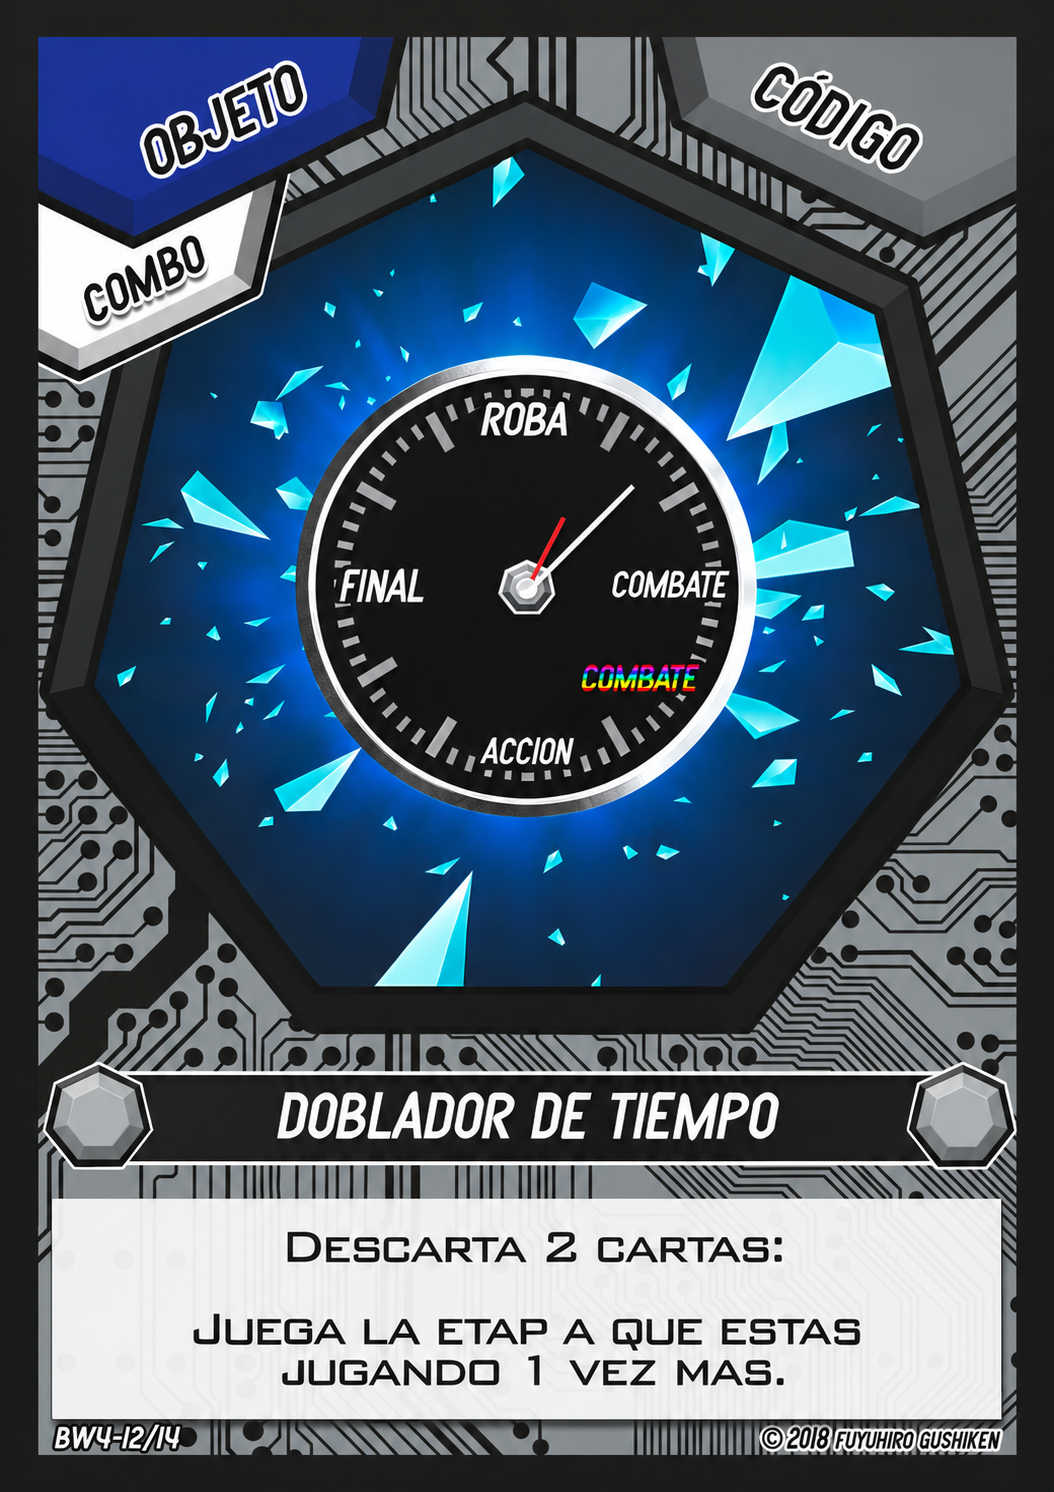 OBJETO
CÓDIGO
COMBO
ROBA
FINAL
COMBATE
COMBATE
ACCION
DOBLADOR DE TIEMPO
DESCARTA 2 CARTAS:
JUEGA LA ETAP A QUE ESTAS
JUGANDO 1 VEZ MAS.
BW4-12/14
© 2018 FUYUHIRO GUSHIKEN